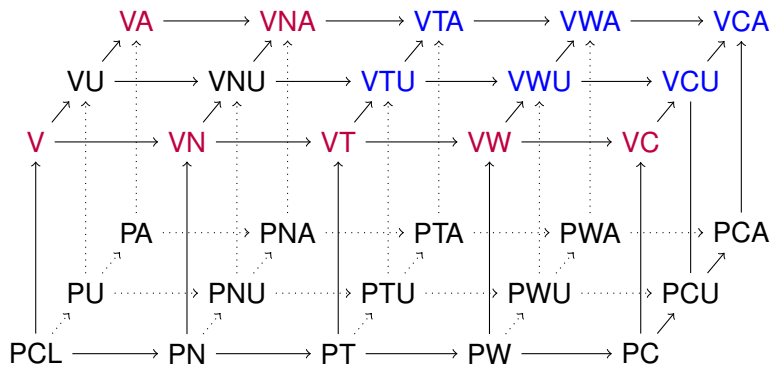 VA VNA VTA VWA VCA
VU VNU VTU VWU VCU
V VN VT VW VC
PA PNA PTA PWA PCA
PU PNU PTU PWU PCU
PCL PN PT PW PC